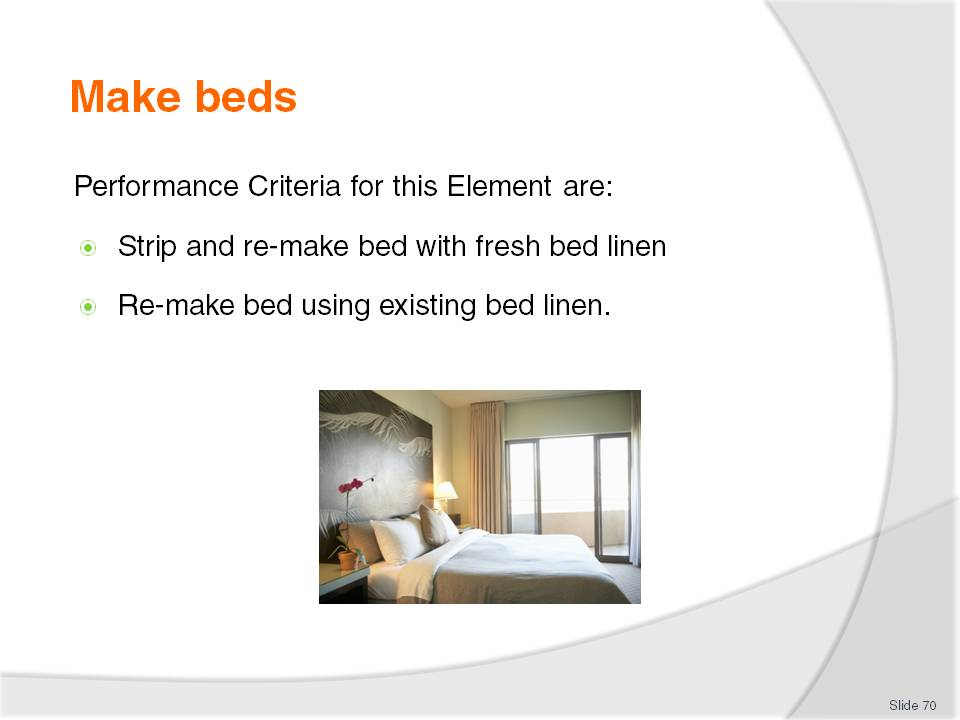 Make beds
Performance Criteria for this Element are:
Strip and re-make bed with fresh bed linen
Re-make bed using existing bed linen.
Slide 70